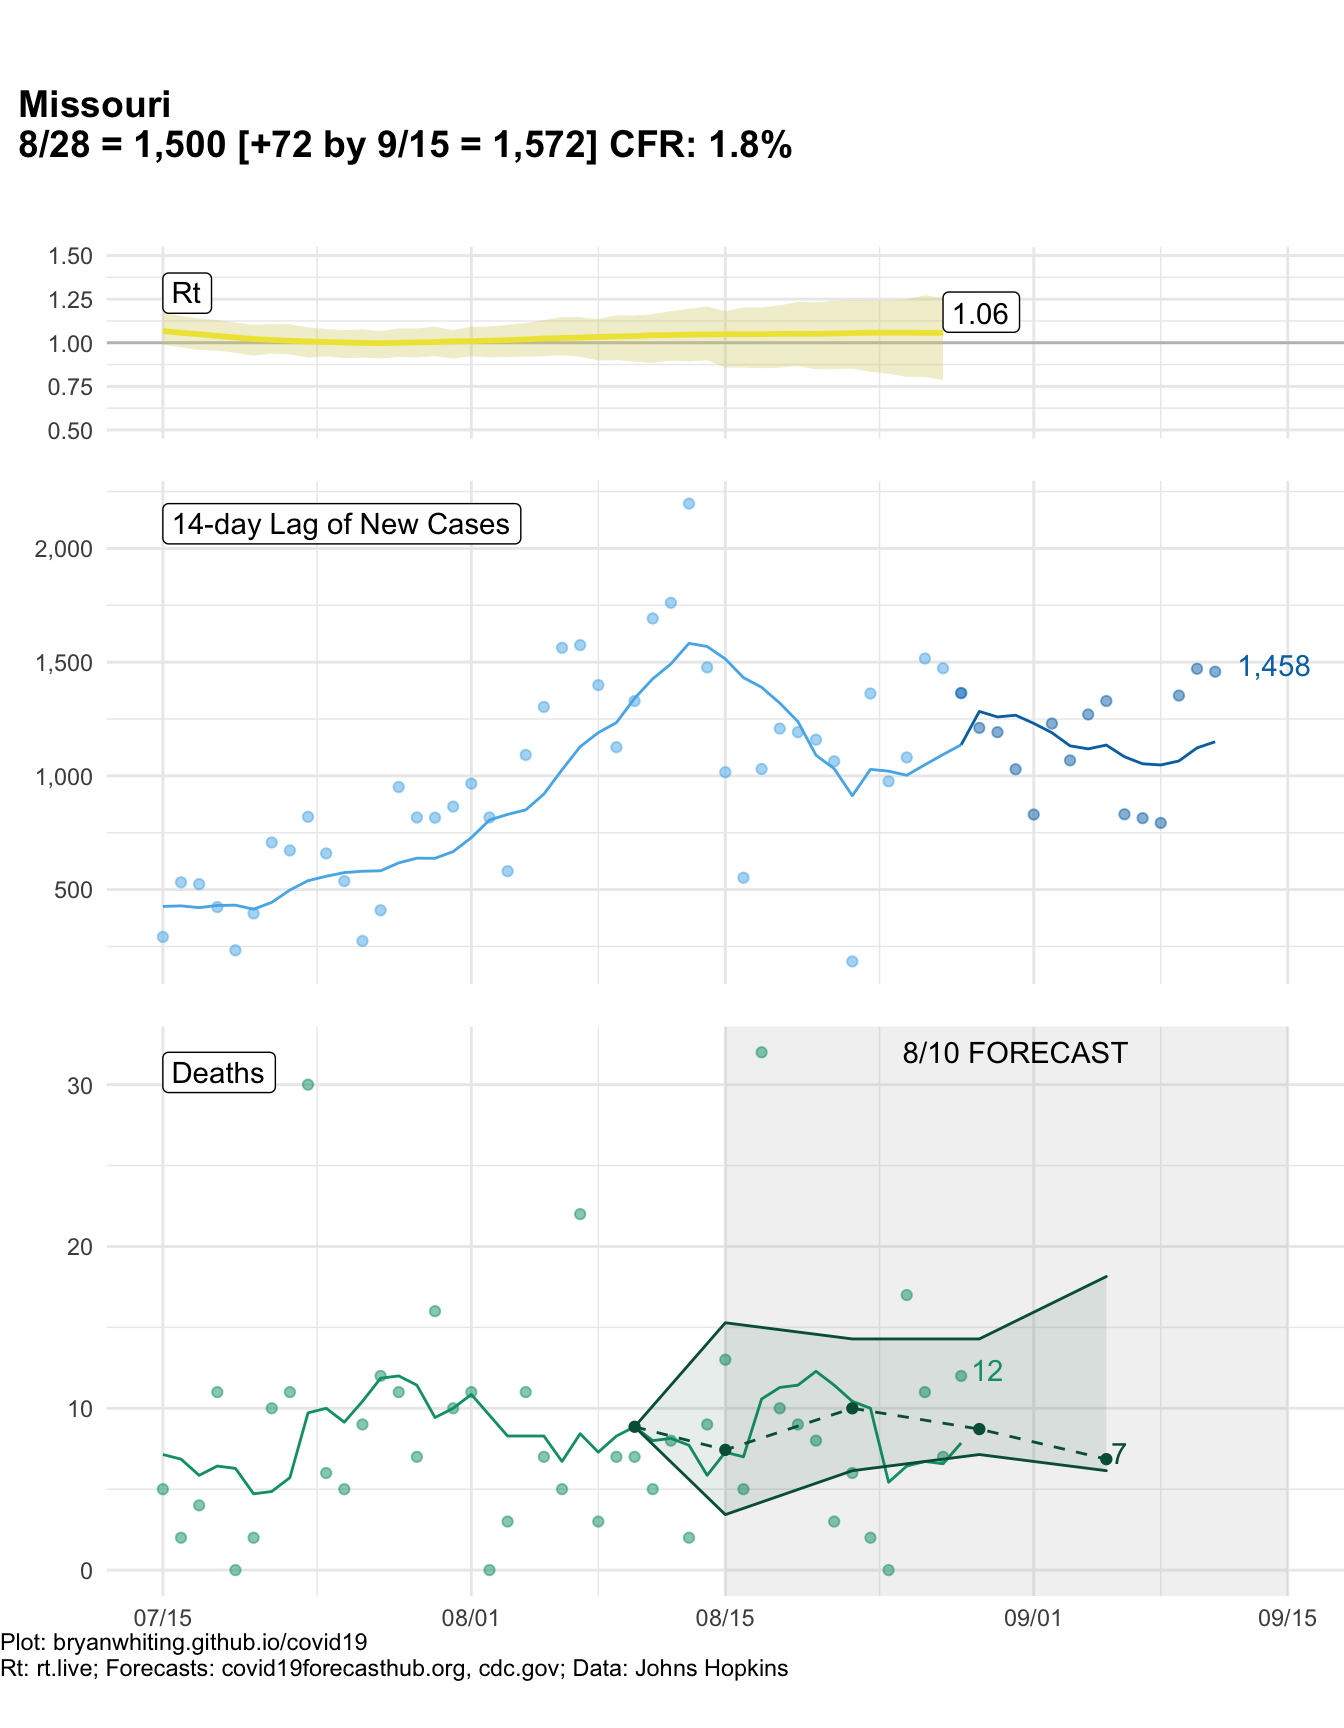 Missouri
8/28 = 1,500 [+72 by 9/15 = 1,572] CFR: 1.8%
1.50
1.25
1.00
0.75
0.50
Rt
1.06
14-day Lag of New Cases
2,000
1,500
1,000
500
1,458
Deaths
8/10 FORECAST
30
20
10
0
12
7
07/15 08/01 08/15 09/01 09/15
Plot: bryanwhiting.github.io/covid19
Rt: rt.live; Forecasts: covid19forecasthub.org, cdc.gov; Data: Johns Hopkins